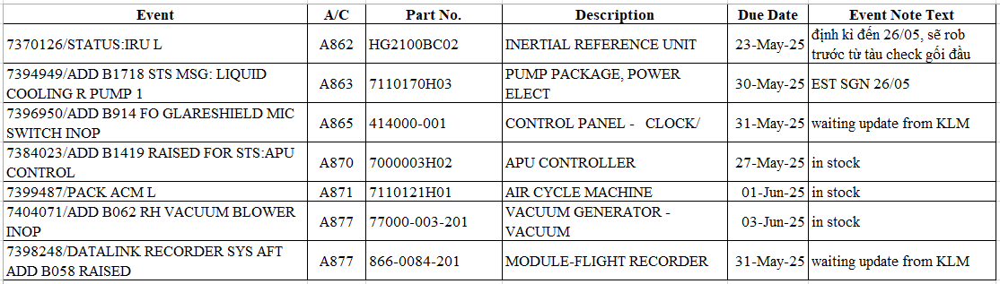 Event A/C Part No. Description Due Date Event Note Text
7370126/STATUS:IRU L A862 HG2100BC02 INERTIAL REFERENCE UNIT 23-May-25 định kì đến 26/05, sẽ rob
trước từ tàu check gối đầu
7394949/ADD B1718 STS MSG: LIQUID
COOLING R PUMP 1 A863 7110170H03 PUMP PACKAGE, POWER
ELECT 30-May-25 EST SGN 26/05
7396950/ADD B914 FO GLARESHIELD MIC
SWITCH INOP A865 414000-001 CONTROL PANEL - CLOCK/ 31-May-25 waiting update from KLM
7384023/ADD B1419 RAISED FOR STS:APU
CONTROL A870 7000003H02 APU CONTROLLER 27-May-25 in stock
7399487/PACK ACM L A871 7110121H01 AIR CYCLE MACHINE 01-Jun-25 in stock
7404071/ADD B062 RH VACUUM BLOWER
INOP A877 77000-003-201 VACUUM GENERATOR -
VACUUM 03-Jun-25 in stock
7398248/DATALINK RECORDER SYS AFT
ADD B058 RAISED A877 866-0084-201 MODULE-FLIGHT RECORDER 31-May-25 waiting update from KLM